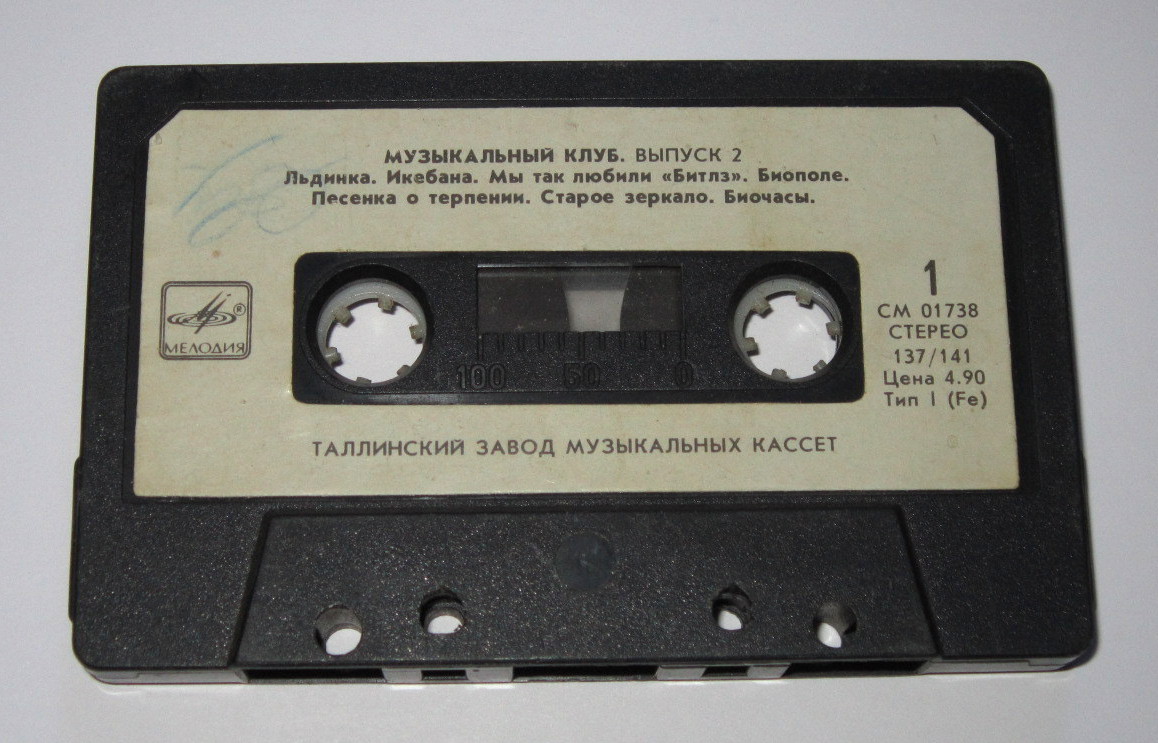 МУЗЫКАЛЬНЫЙ КЛУБ. ВЫПУСК 2
Льдинка. Икебана. Мы так любили «Битлз». Биополе.
Песенка о терпении. Старое зеркало. Биочасы.
®
МЕЛОДИЯ
1
СМ 01738
СТЕРЕО
137/141
Цена 4.90
Тип I (Fe)
100 50 0
ТАЛЛИНСКИЙ ЗАВОД МУЗЫКАЛЬНЫХ КАССЕТ